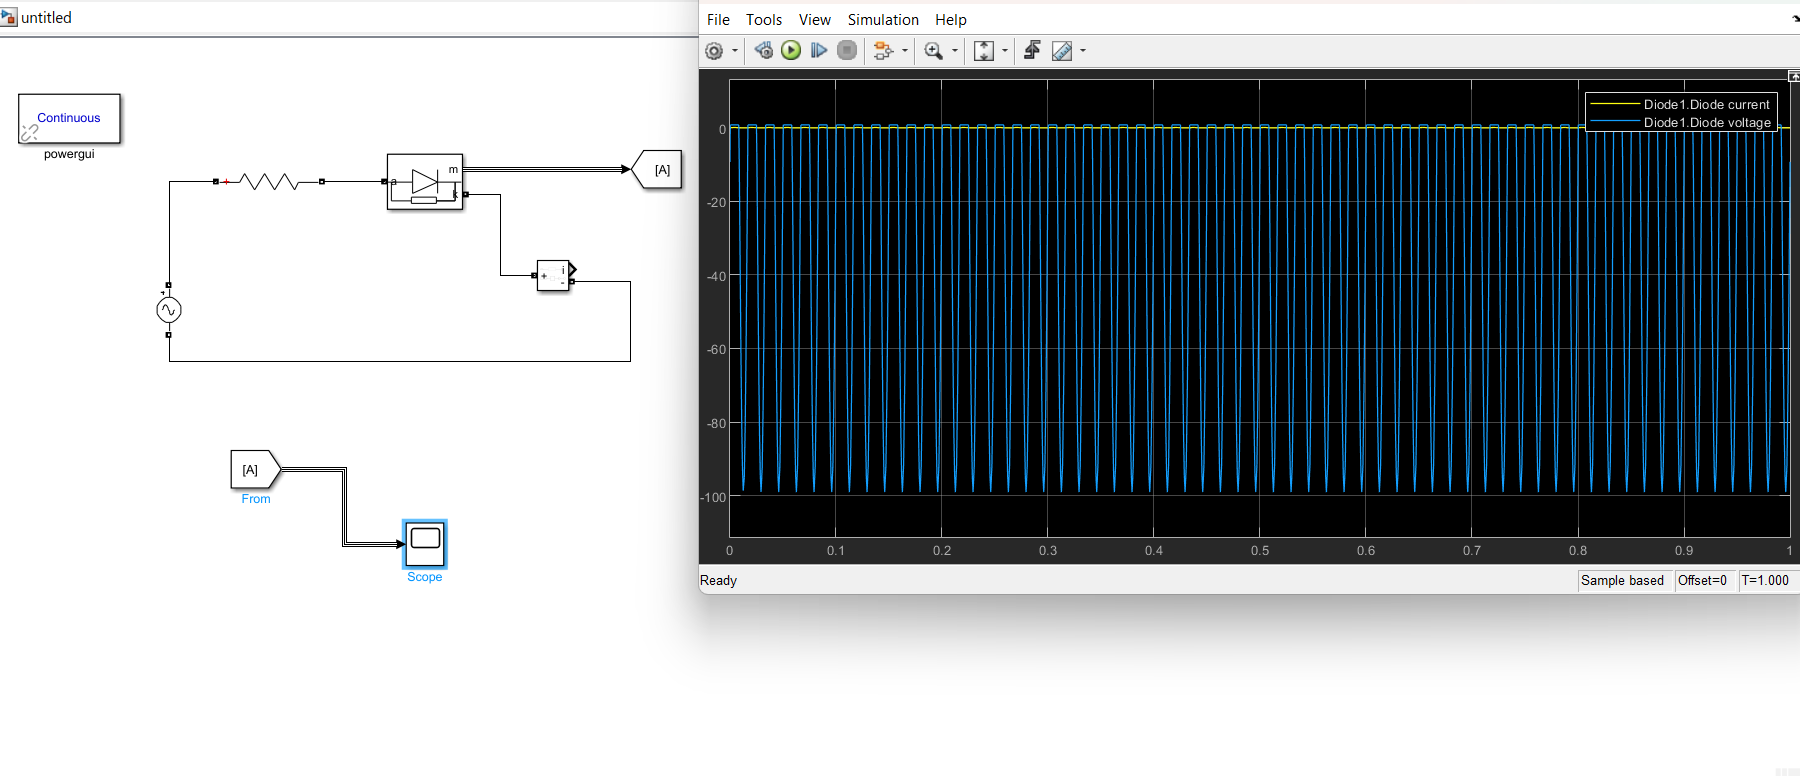 untitled
Continuous
powergui
a
m
k
[A]
+
i
-
+
[A]
From
Scope
File Tools View Simulation Help
Diode1.Diode current
Diode1.Diode voltage
0
-20
-40
-60
-80
-100
0 0.1 0.2 0.3 0.4 0.5 0.6 0.7 0.8 0.9 1
Ready
Sample based Offset=0 T=1.000